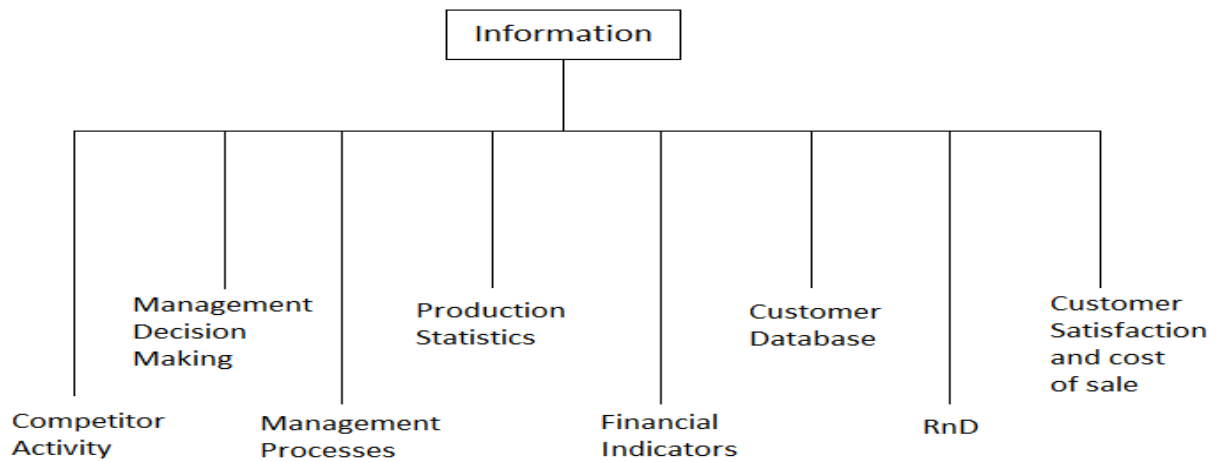 Information
Management
Decision
Making
Production
Statistics
Customer
Database
Customer
Satisfaction
and cost
of sale
Competitor
Activity
Management
Processes
Financial
Indicators
RnD